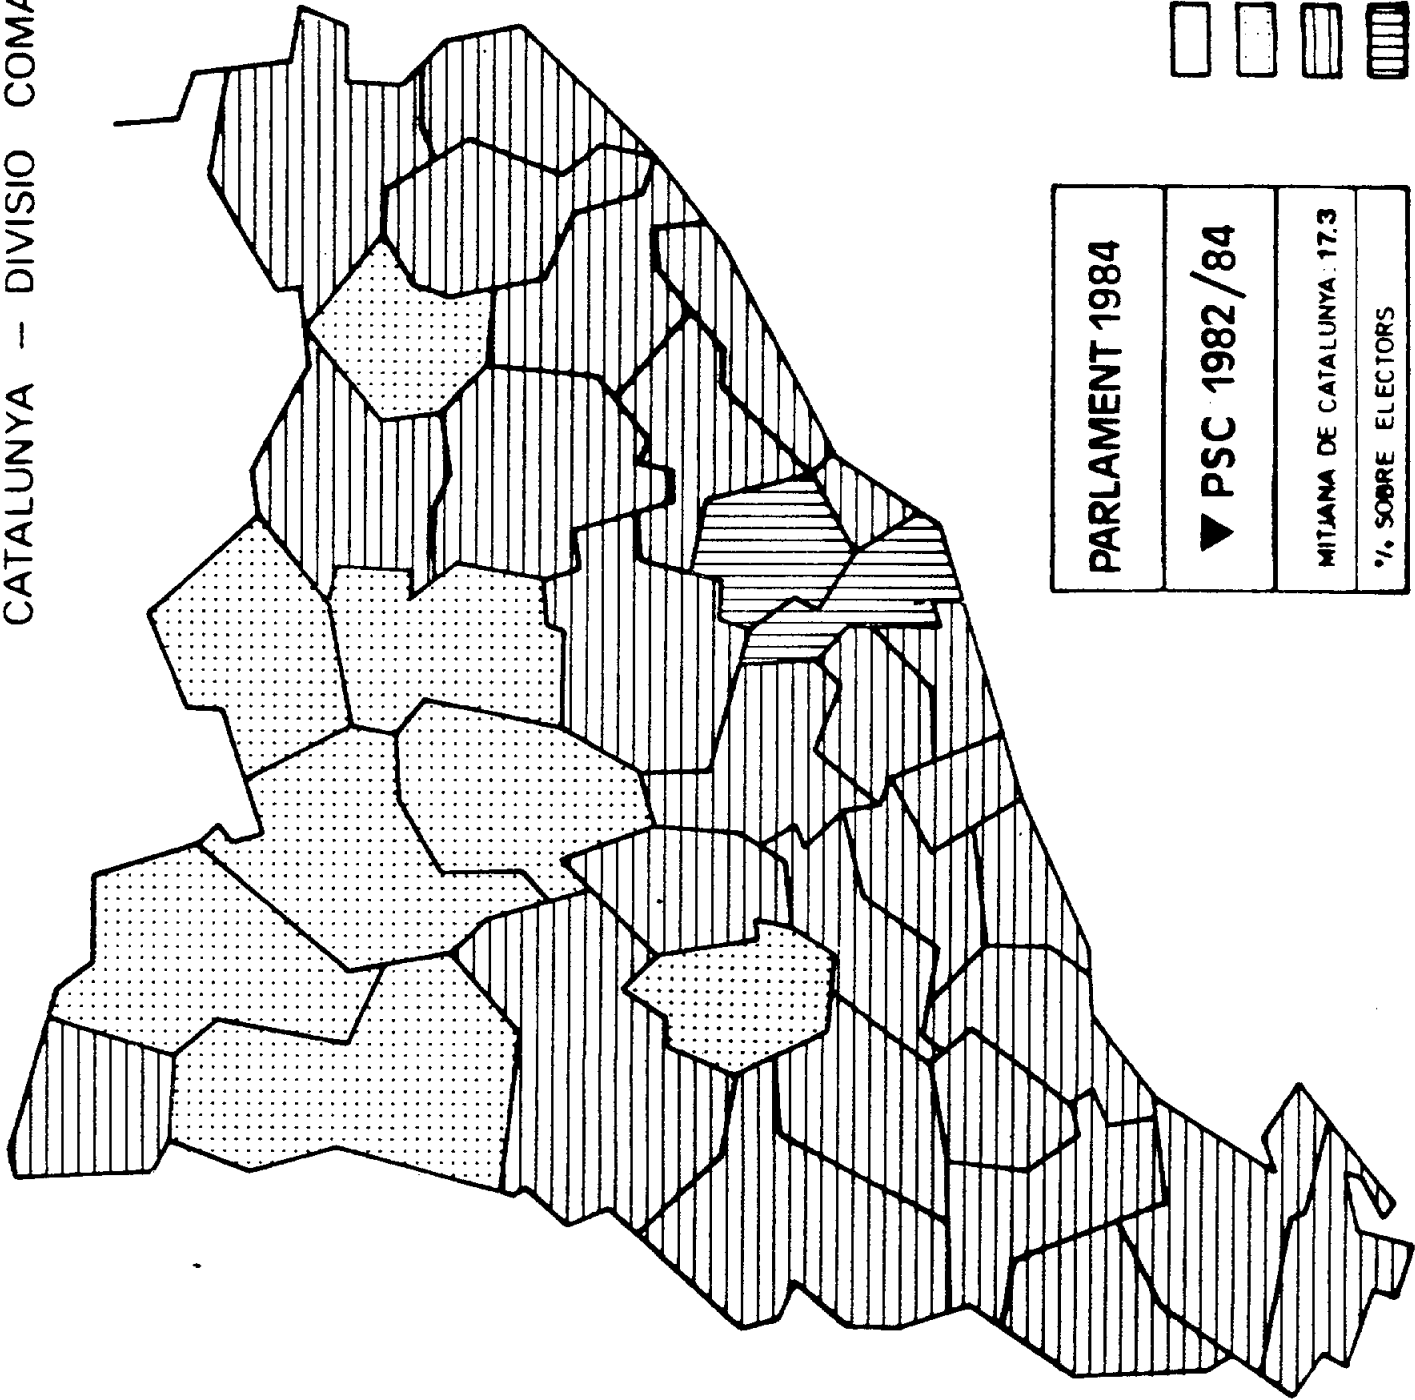 CATALUNYA — DIVISIO COMA
PARLAMENT 1984
▼ PSC 1982/84
MITJANA DE CATALUNYA: 17.3
% SOBRE ELECTORS